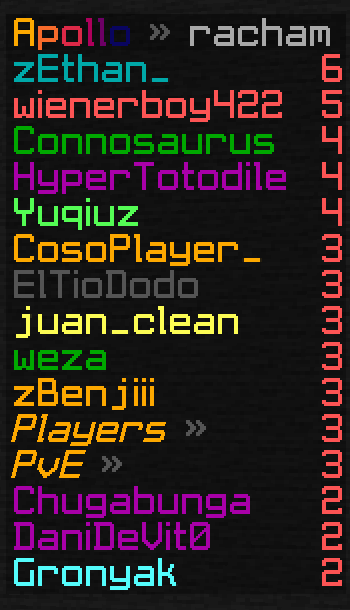 Apollo » racham
zEthan_ 6
wienerboy422 5
Connosaurus 4
HyperTotodile 4
Yuqiuz 4
CosoPlayer_ 3
ElTioDodo 3
juan_clean 3
weza 3
zBenjiii 3
Players » 3
PvE » 3
Chugabunga 2
DaniDeVit0 2
Gronyak 2